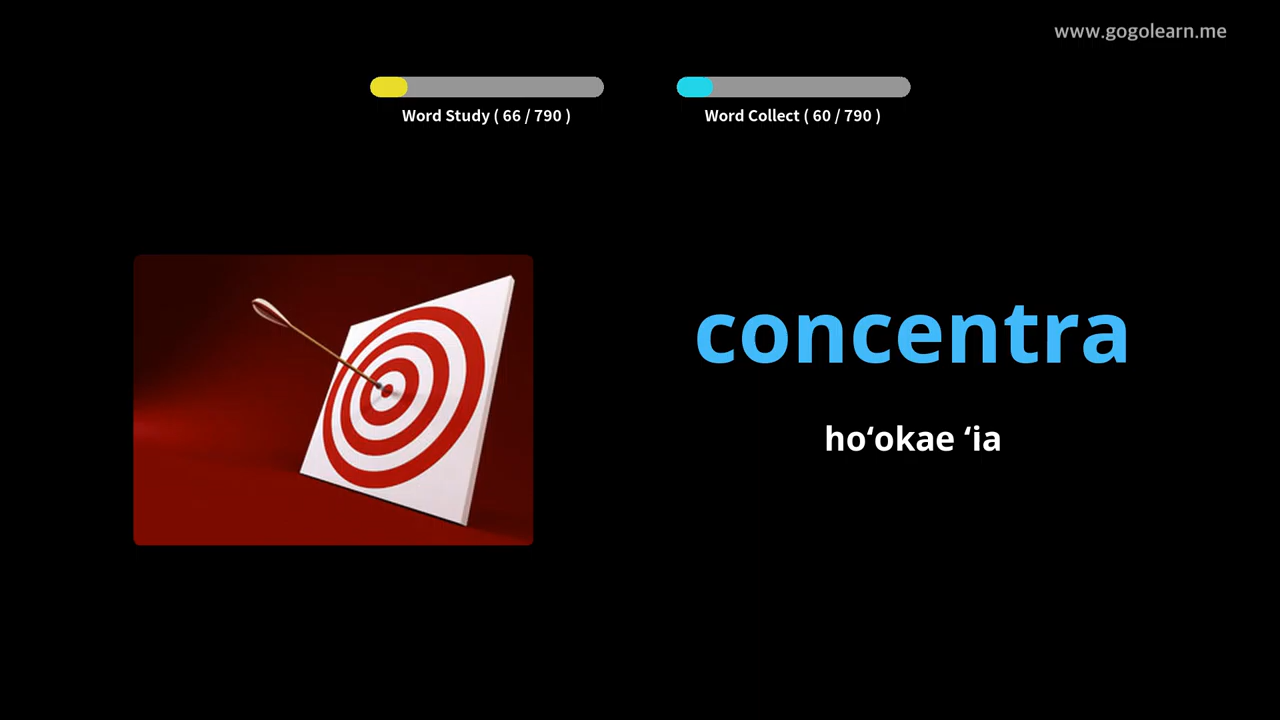 www.gogolearn.me
Word Study ( 66 / 790 )
Word Collect ( 60 / 790 )
concentra
hoʻokae ʻia